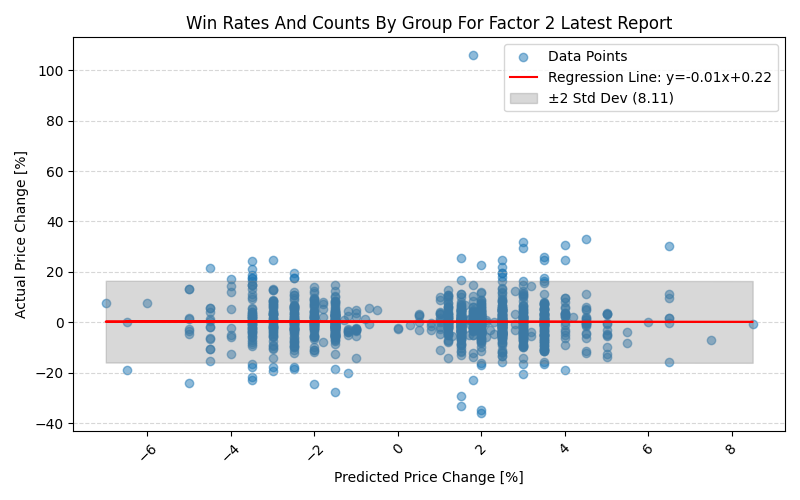 Win Rates And Counts By Group For Factor 2 Latest Report
Data Points
Regression Line: y=-0.01x+0.22
±2 Std Dev (8.11)
Actual Price Change [%]
100
80
60
40
20
0
−20
−40
−6
−4
−2
0
2
4
6
8
Predicted Price Change [%]